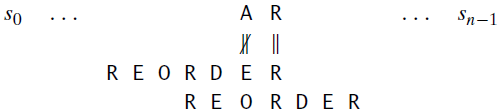 s₀ ... A R ... sₙ₋₁
∦ ∥
R E O R D E R
R E O R D E R